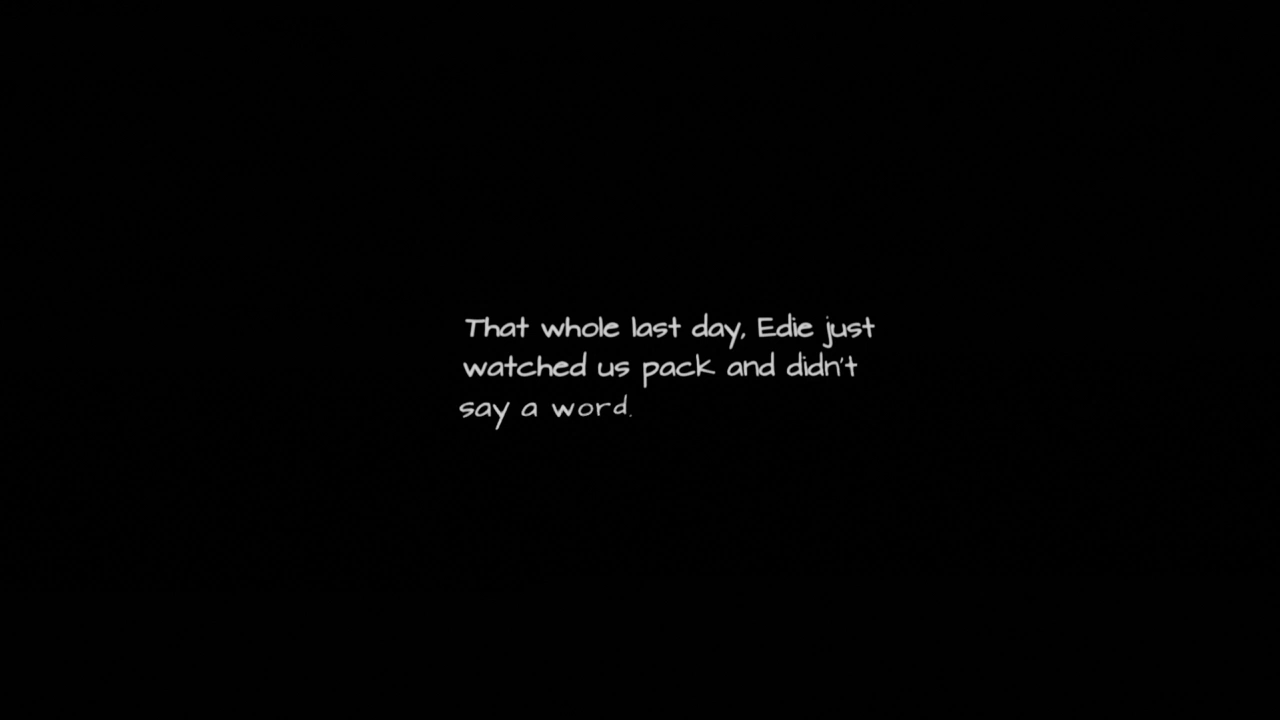 That whole last day, Edie just
watched us pack and didn't
say a word.